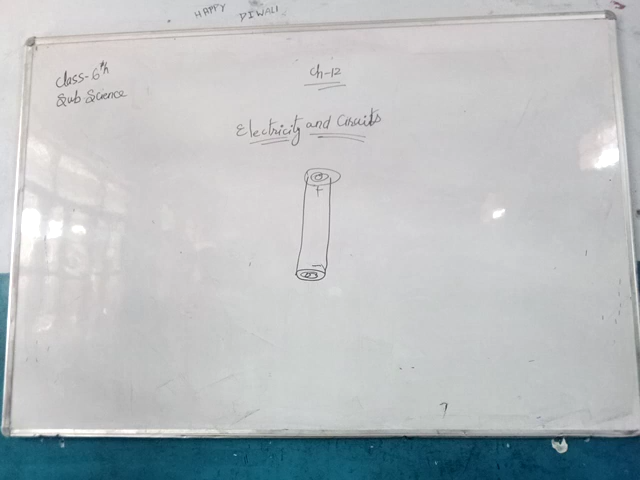 HAPPY DIWALI
Class-6th
Sub Science
Ch-12
Electricity and Circuits
+
−